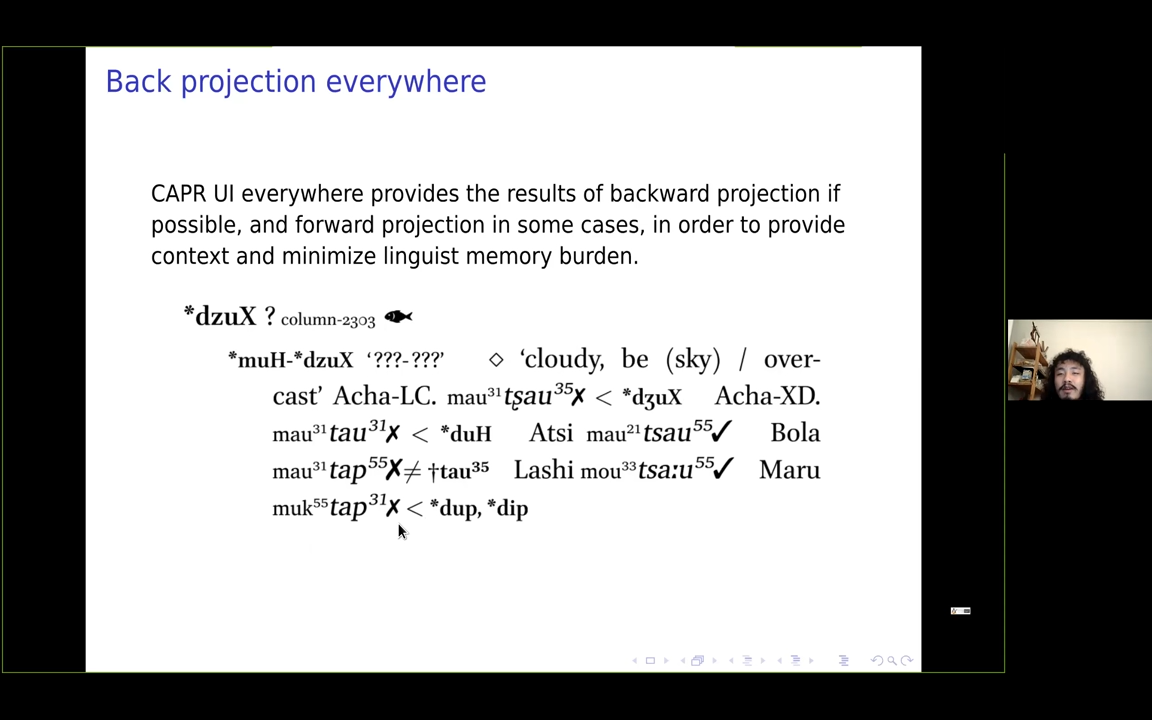 Back projection everywhere
CAPR UI everywhere provides the results of backward projection if
possible, and forward projection in some cases, in order to provide
context and minimize linguist memory burden.
*dzuX ? column-2303
*muH-*dzuX ‘???-???’ ◇ ‘cloudy, be (sky) / over-
cast’ Acha-LC. mau³¹tʂau³⁵✗ < *dʒuX Acha-XD.
mau³¹tau³¹✗ < *duH Atsi mau²¹tsau⁵⁵✓ Bola
mau³¹tap⁵⁵✗≠ †tau³⁵ Lashi mou³³tsaːu⁵⁵✓ Maru
muk⁵⁵tap³¹✗ < *dup, *dip